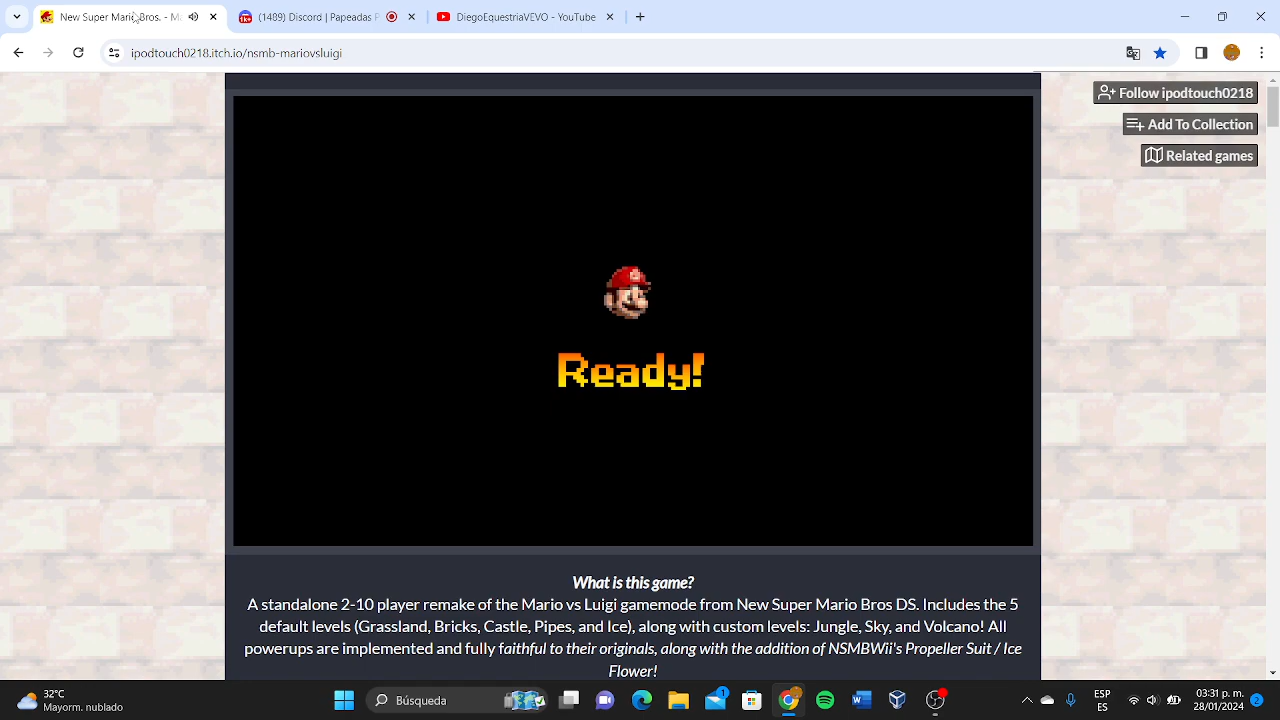 New Super Mario Bros. - M
(1489) Discord | Papeadas F
DiegoEquestriaVEVO - YouTube
ipodtouch0218.itch.io/nsmb-mariovsluigi
Follow ipodtouch0218
Add To Collection
Related games
Ready!
What is this game?
A standalone 2-10 player remake of the Mario vs Luigi gamemode from New Super Mario Bros DS. Includes the 5
default levels (Grassland, Bricks, Castle, Pipes, and Ice), along with custom levels: Jungle, Sky, and Volcano! All
powerups are implemented and fully faithful to their originals, along with the addition of NSMBWii's Propeller Suit / Ice
Flower!
32°C
Mayorm. nublado
Búsqueda
1
ESP
ES
03:31 p. m.
28/01/2024
2